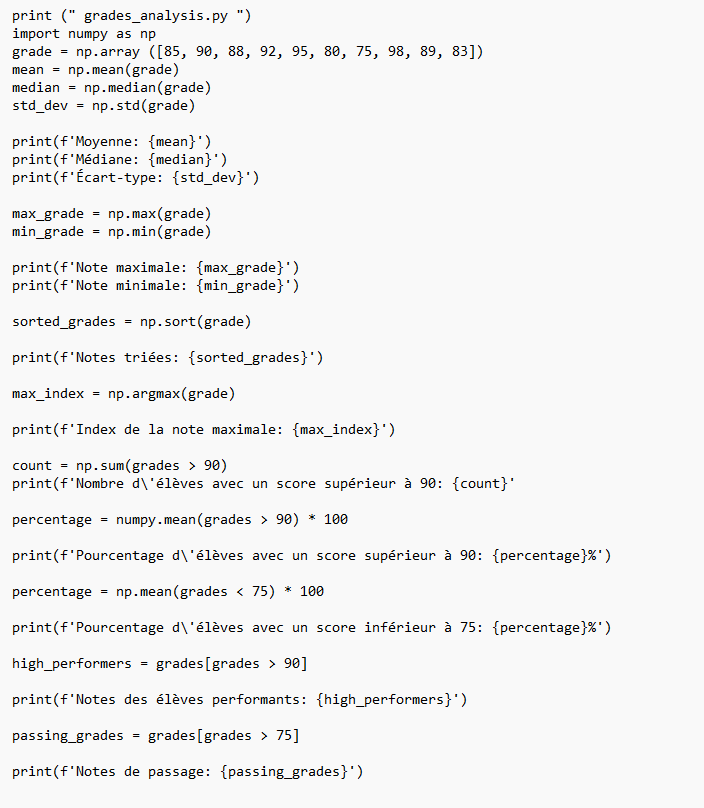 print (" grades_analysis.py ")
import numpy as np
grade = np.array ([85, 90, 88, 92, 95, 80, 75, 98, 89, 83])
mean = np.mean(grade)
median = np.median(grade)
std_dev = np.std(grade)
print(f'Moyenne: {mean}')
print(f'Médiane: {median}')
print(f'Écart-type: {std_dev}')
max_grade = np.max(grade)
min_grade = np.min(grade)
print(f'Note maximale: {max_grade}')
print(f'Note minimale: {min_grade}')
sorted_grades = np.sort(grade)
print(f'Notes triées: {sorted_grades}')
max_index = np.argmax(grade)
print(f'Index de la note maximale: {max_index}')
count = np.sum(grades > 90)
print(f'Nombre d\'élèves avec un score supérieur à 90: {count}'
percentage = numpy.mean(grades > 90) * 100
print(f'Pourcentage d\'élèves avec un score supérieur à 90: {percentage}%')
percentage = np.mean(grades < 75) * 100
print(f'Pourcentage d\'élèves avec un score inférieur à 75: {percentage}%')
high_performers = grades[grades > 90]
print(f'Notes des élèves performants: {high_performers}')
passing_grades = grades[grades > 75]
print(f'Notes de passage: {passing_grades}')